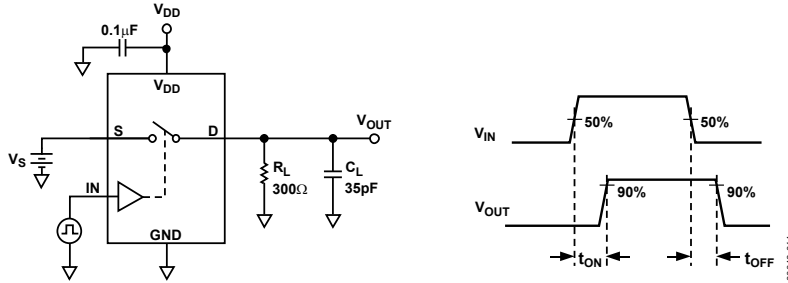 VDD
0.1µF
VDD
S
D
VOUT
VS
IN
RL
300Ω
CL
35pF
GND
VIN
50%
50%
VOUT
90%
90%
tON
tOFF